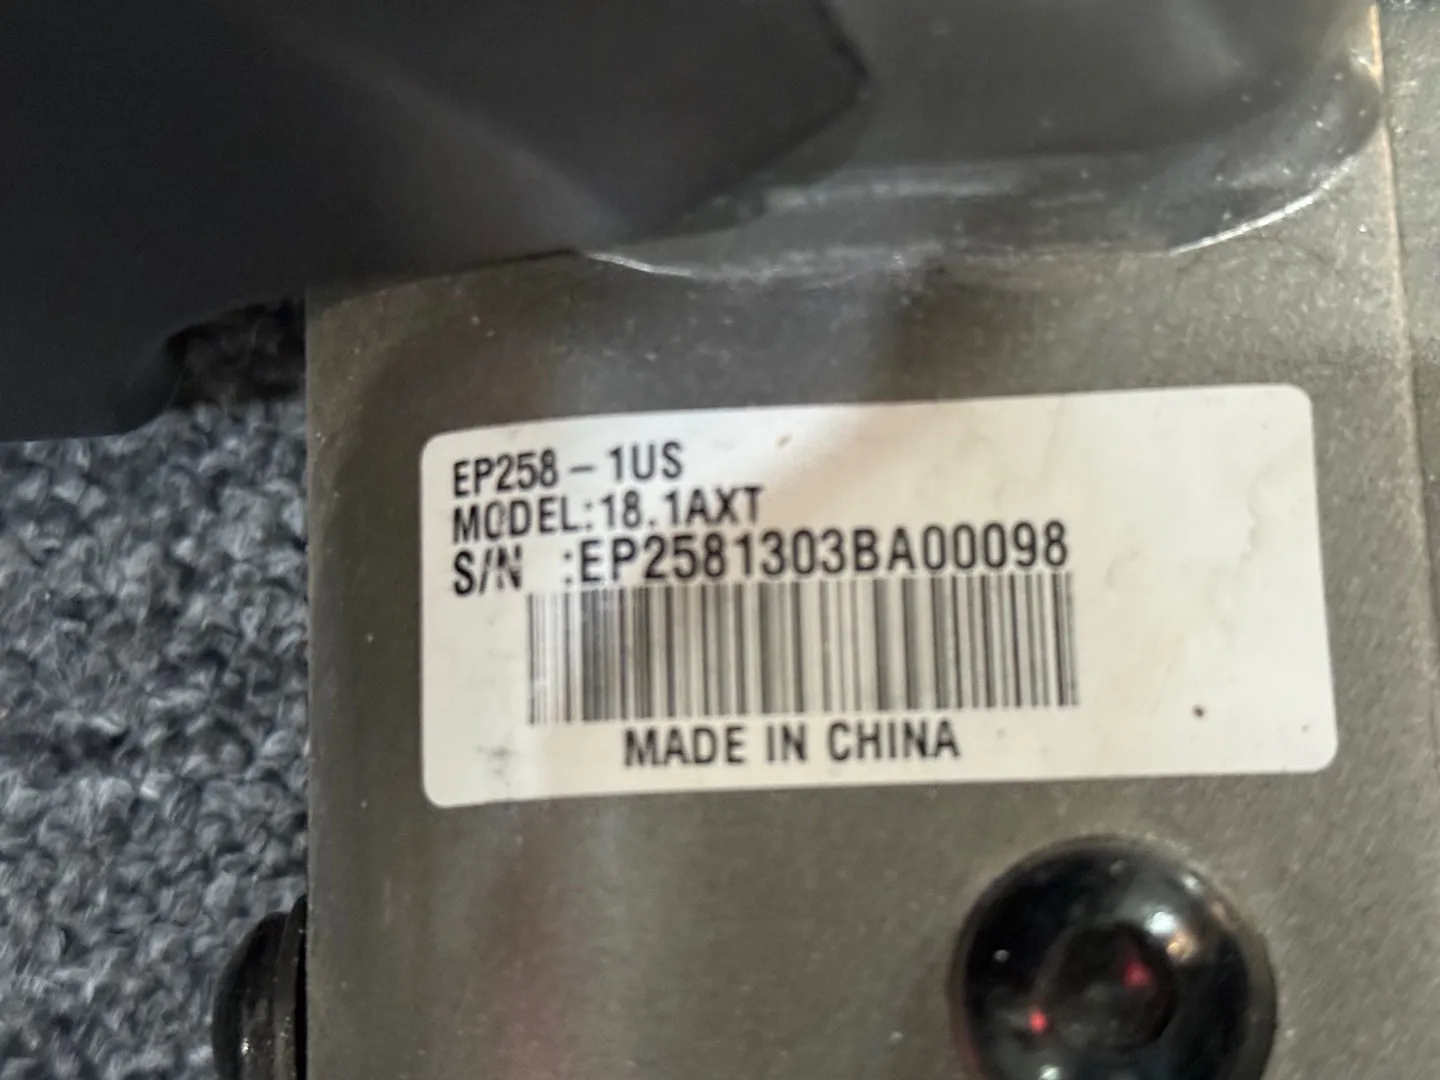 EP258-1US
MODEL:18.1AXT
S/N :EP2581303BA00098
MADE IN CHINA